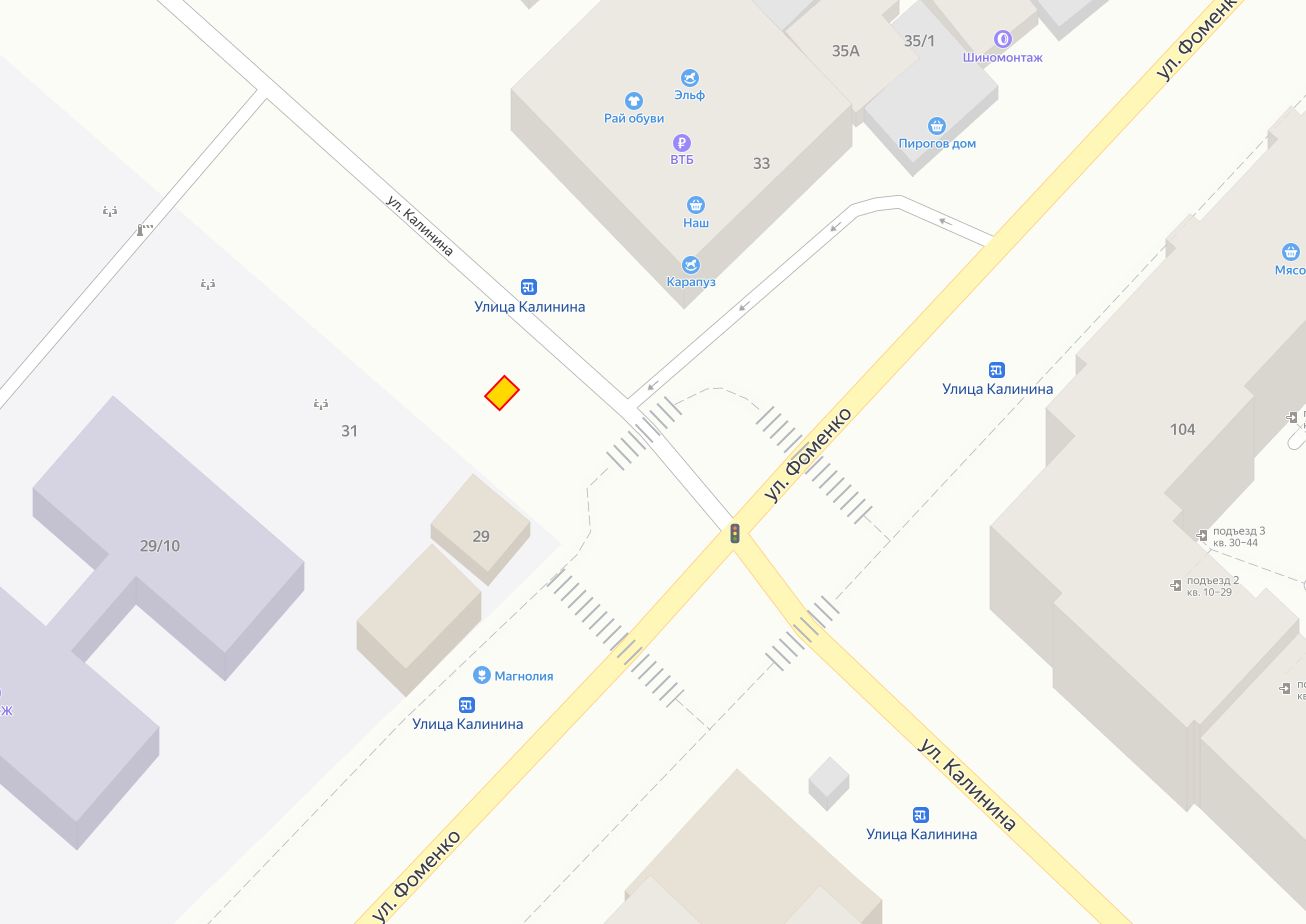 ул. Фоменко
35/1
35А
Шиномонтаж
Эльф
Рай обуви
Пирогов дом
ВТБ
33
ул. Калинина
Наш
Карапуз
Мясо
Улица Калинина
Улица Калинина
31
104
ул. Фоменко
29
29/10
подъезд 3
кв. 30–44
подъезд 2
кв. 10–29
Магнолия
Ж
Улица Калинина
ул. Калинина
Улица Калинина
ул. Фоменко